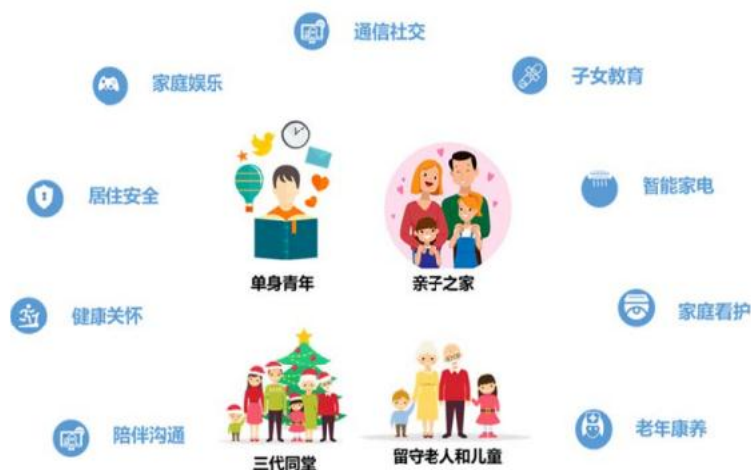 通信社交
家庭娱乐
子女教育
居住安全
智能家电
单身青年
亲子之家
健康关怀
家庭看护
陪伴沟通
老年康养
三代同堂
留守老人和儿童